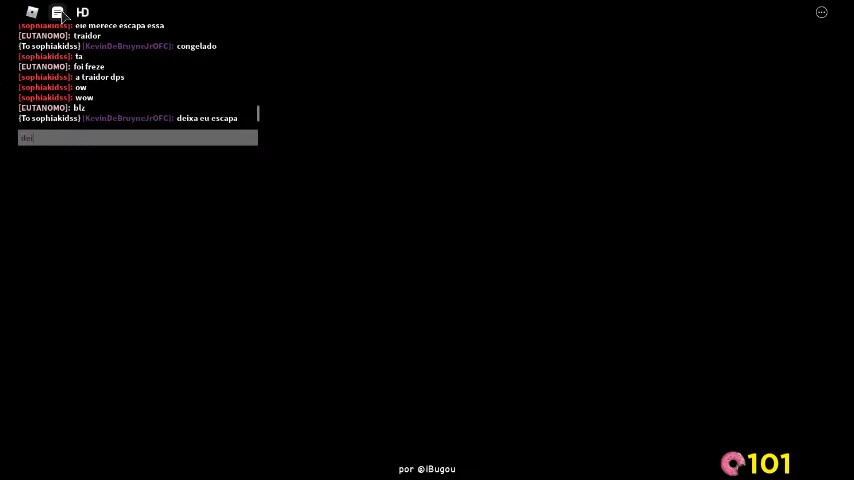 HD
[sophiakidss]: ele merece escapa essa
[EUTANOMO]: traidor
{To sophiakidss} [KevinDeBruyneJrOFC]: congelado
[sophiakidss]: ta
[EUTANOMO]: foi freze
[sophiakidss]: a traidor dps
[sophiakidss]: ow
[sophiakidss]: wow
[EUTANOMO]: blz
{To sophiakidss} [KevinDeBruyneJrOFC]: deixa eu escapa
dei
por @iBugou
101